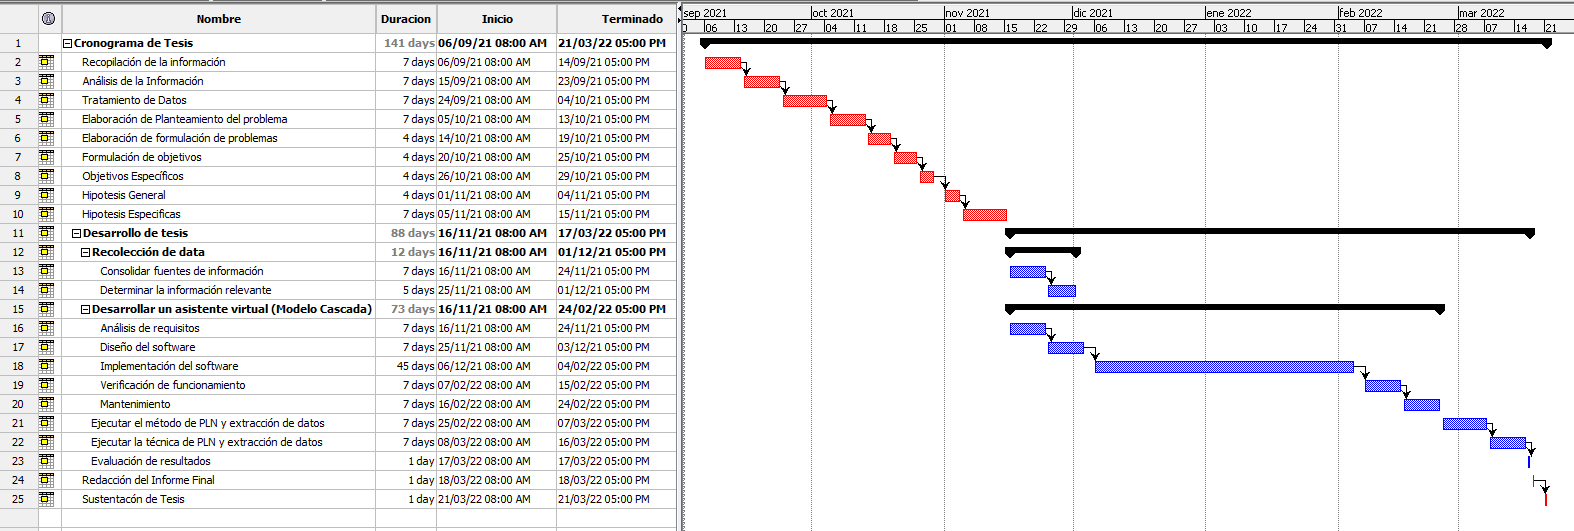 Nombre Duracion Inicio Terminado
sep 2021 oct 2021 nov 2021 dic 2021 ene 2022 feb 2022 mar 2022
06 13 20 27 04 11 18 25 01 08 15 22 29 06 13 20 27 03 10 17 24 31 07 14 21 28 07 14 21
1 Cronograma de Tesis 141 days 06/09/21 08:00 AM 21/03/22 05:00 PM
2 Recopilación de la información 7 days 06/09/21 08:00 AM 14/09/21 05:00 PM
3 Análisis de la Información 7 days 15/09/21 08:00 AM 23/09/21 05:00 PM
4 Tratamiento de Datos 7 days 24/09/21 08:00 AM 04/10/21 05:00 PM
5 Elaboración de Planteamiento del problema 7 days 05/10/21 08:00 AM 13/10/21 05:00 PM
6 Elaboración de formulación de problemas 4 days 14/10/21 08:00 AM 19/10/21 05:00 PM
7 Formulación de objetivos 4 days 20/10/21 08:00 AM 25/10/21 05:00 PM
8 Objetivos Específicos 4 days 26/10/21 08:00 AM 29/10/21 05:00 PM
9 Hipotesis General 4 days 01/11/21 08:00 AM 04/11/21 05:00 PM
10 Hipotesis Especificas 7 days 05/11/21 08:00 AM 15/11/21 05:00 PM
11 Desarrollo de tesis 88 days 16/11/21 08:00 AM 17/03/22 05:00 PM
12 Recolección de data 12 days 16/11/21 08:00 AM 01/12/21 05:00 PM
13 Consolidar fuentes de información 7 days 16/11/21 08:00 AM 24/11/21 05:00 PM
14 Determinar la información relevante 5 days 25/11/21 08:00 AM 01/12/21 05:00 PM
15 Desarrollar un asistente virtual (Modelo Cascada) 73 days 16/11/21 08:00 AM 24/02/22 05:00 PM
16 Análisis de requisitos 7 days 16/11/21 08:00 AM 24/11/21 05:00 PM
17 Diseño del software 7 days 25/11/21 08:00 AM 03/12/21 05:00 PM
18 Implementación del software 45 days 06/12/21 08:00 AM 04/02/22 05:00 PM
19 Verificación de funcionamiento 7 days 07/02/22 08:00 AM 15/02/22 05:00 PM
20 Mantenimiento 7 days 16/02/22 08:00 AM 24/02/22 05:00 PM
21 Ejecutar el método de PLN y extracción de datos 7 days 25/02/22 08:00 AM 07/03/22 05:00 PM
22 Ejecutar la técnica de PLN y extracción de datos 7 days 08/03/22 08:00 AM 16/03/22 05:00 PM
23 Evaluación de resultados 1 day 17/03/22 08:00 AM 17/03/22 05:00 PM
24 Redacción del Informe Final 1 day 18/03/22 08:00 AM 18/03/22 05:00 PM
25 Sustentacón de Tesis 1 day 21/03/22 08:00 AM 21/03/22 05:00 PM